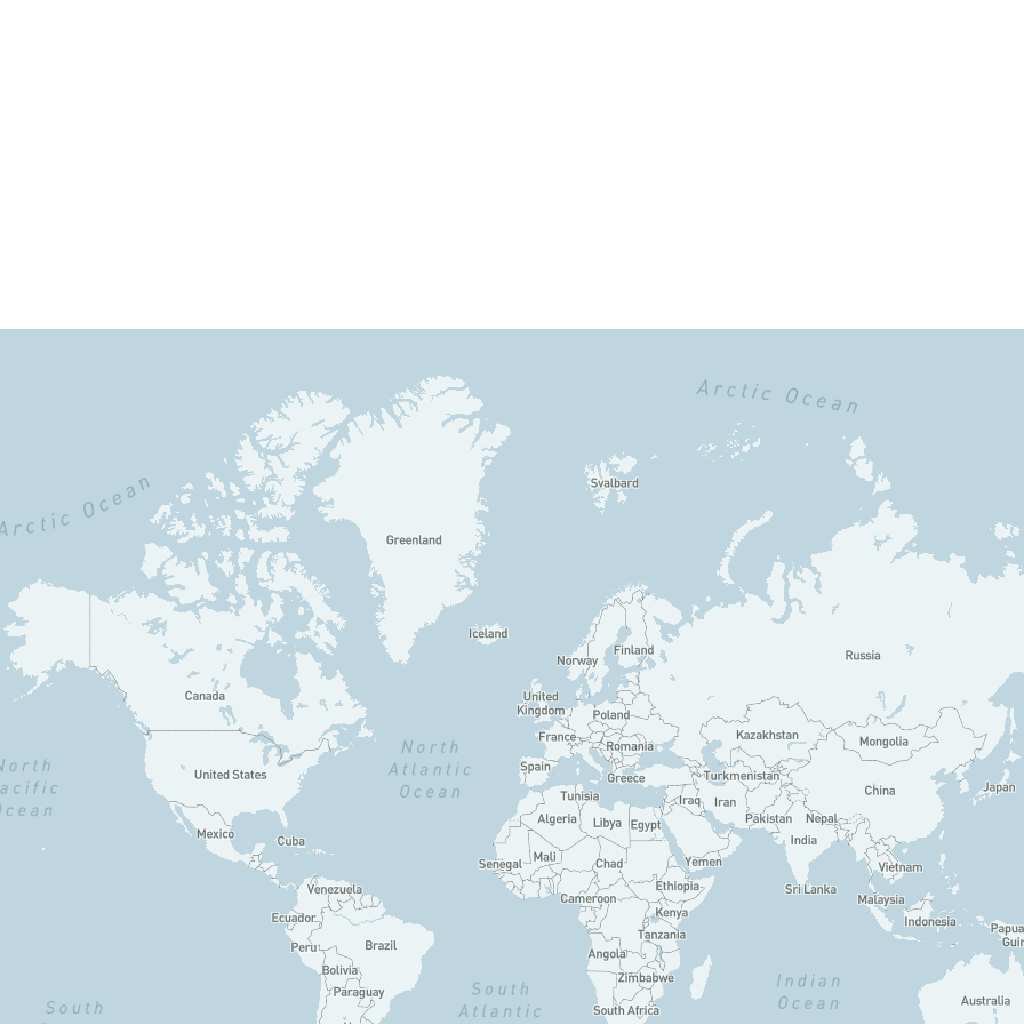 Arctic Ocean
Arctic Ocean
Svalbard
Greenland
Iceland
Norway
Finland
Russia
Canada
United
Kingdom
Poland
Kazakhstan
Mongolia
North
Atlantic
Ocean
France
Romania
United States
Spain
Greece
Turkmenistan
China
Japan
North
acific
Ocean
Tunisia
Iraq
Iran
Algeria
Libya
Egypt
Pakistan
Nepal
Mexico
Cuba
India
Mali
Chad
Senegal
Yemen
Vietnam
Venezuela
Cameroon
Ethiopia
Sri Lanka
Malaysia
Ecuador
Kenya
Indonesia
Papua
Guin
Peru
Brazil
Tanzania
Angola
Bolivia
Zimbabwe
Indian
Ocean
Paraguay
South
Atlantic
Australia
South
South Africa